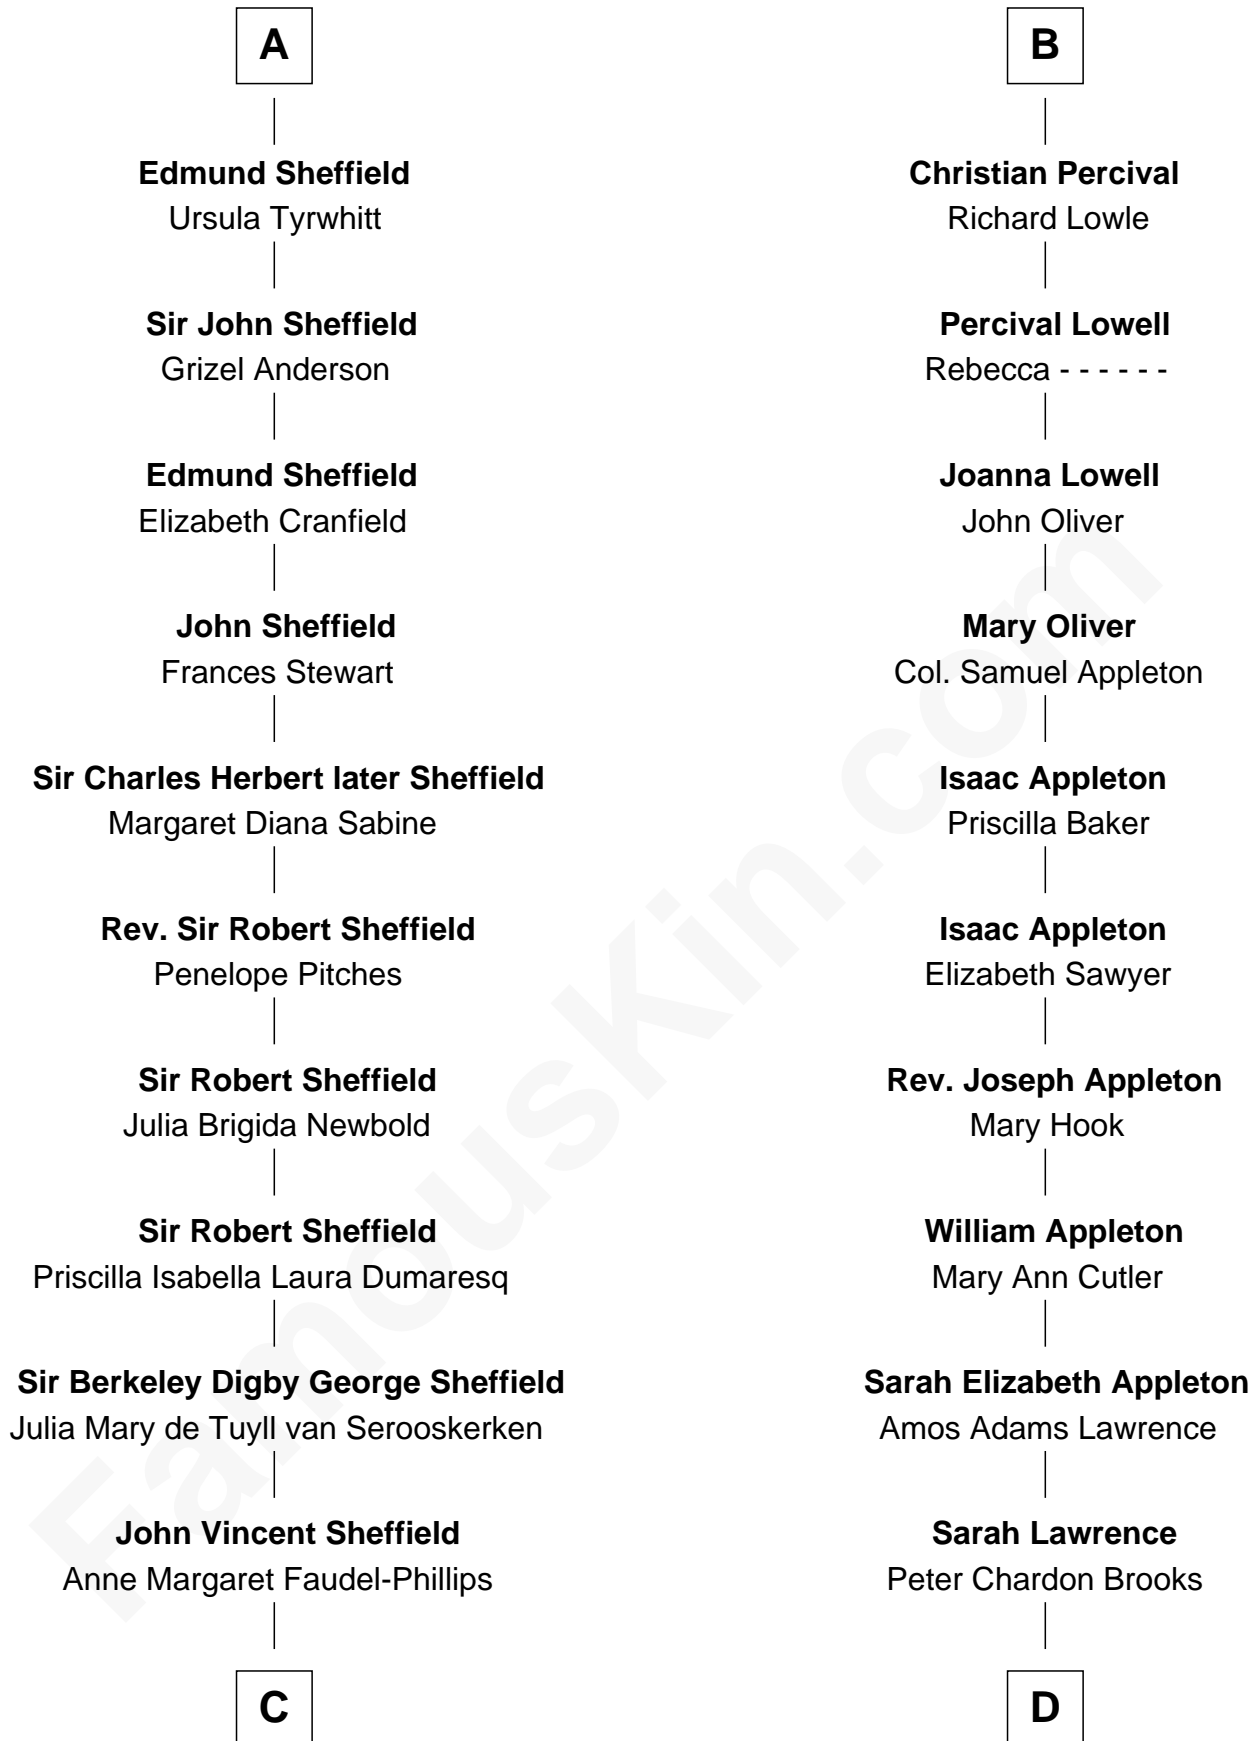 A
Edmund Sheffield
Ursula Tyrwhitt
Sir John Sheffield
Grizel Anderson
Edmund Sheffield
Elizabeth Cranfield
John Sheffield
Frances Stewart
Sir Charles Herbert later Sheffield
Margaret Diana Sabine
Rev. Sir Robert Sheffield
Penelope Pitches
Sir Robert Sheffield
Julia Brigida Newbold
Sir Robert Sheffield
Priscilla Isabella Laura Dumaresq
Sir Berkeley Digby George Sheffield
Julia Mary de Tuyll van Serooskerken
John Vincent Sheffield
Anne Margaret Faudel-Phillips
C
B
Christian Percival
Richard Lowle
Percival Lowell
Rebecca - - - - - -
Joanna Lowell
John Oliver
Mary Oliver
Col. Samuel Appleton
Isaac Appleton
Priscilla Baker
Isaac Appleton
Elizabeth Sawyer
Rev. Joseph Appleton
Mary Hook
William Appleton
Mary Ann Cutler
Sarah Elizabeth Appleton
Amos Adams Lawrence
Sarah Lawrence
Peter Chardon Brooks
D
FamousKin.com